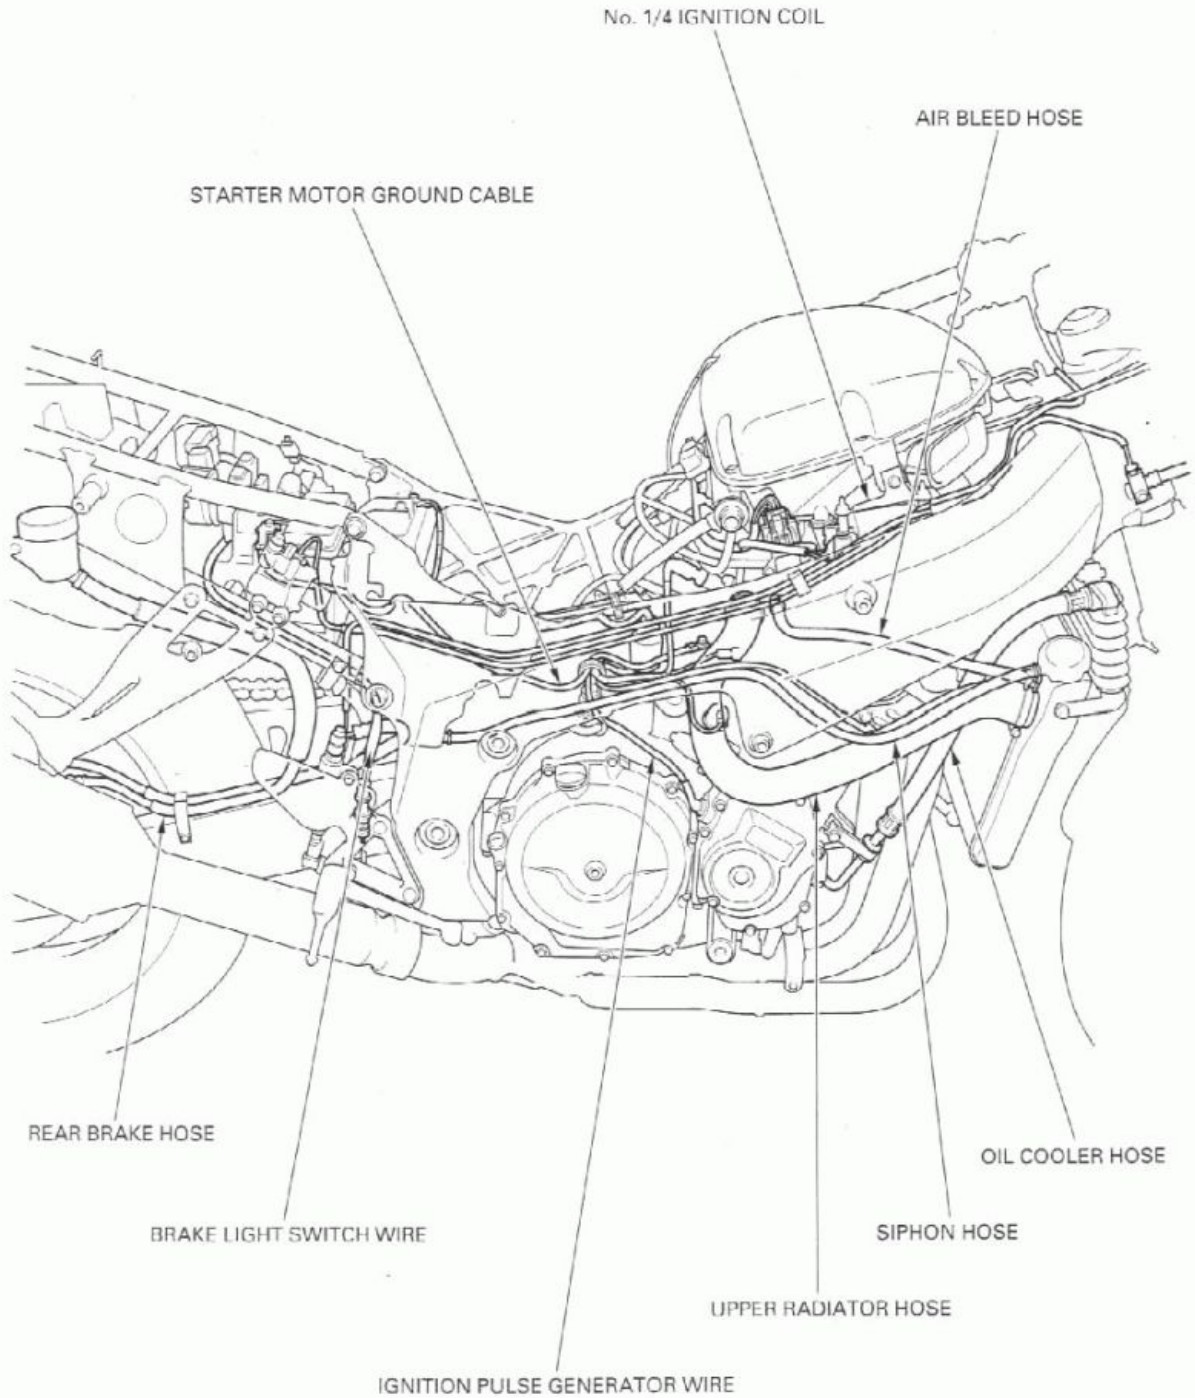 No. 1/4 IGNITION COIL
AIR BLEED HOSE
STARTER MOTOR GROUND CABLE
REAR BRAKE HOSE
OIL COOLER HOSE
BRAKE LIGHT SWITCH WIRE
SIPHON HOSE
UPPER RADIATOR HOSE
IGNITION PULSE GENERATOR WIRE